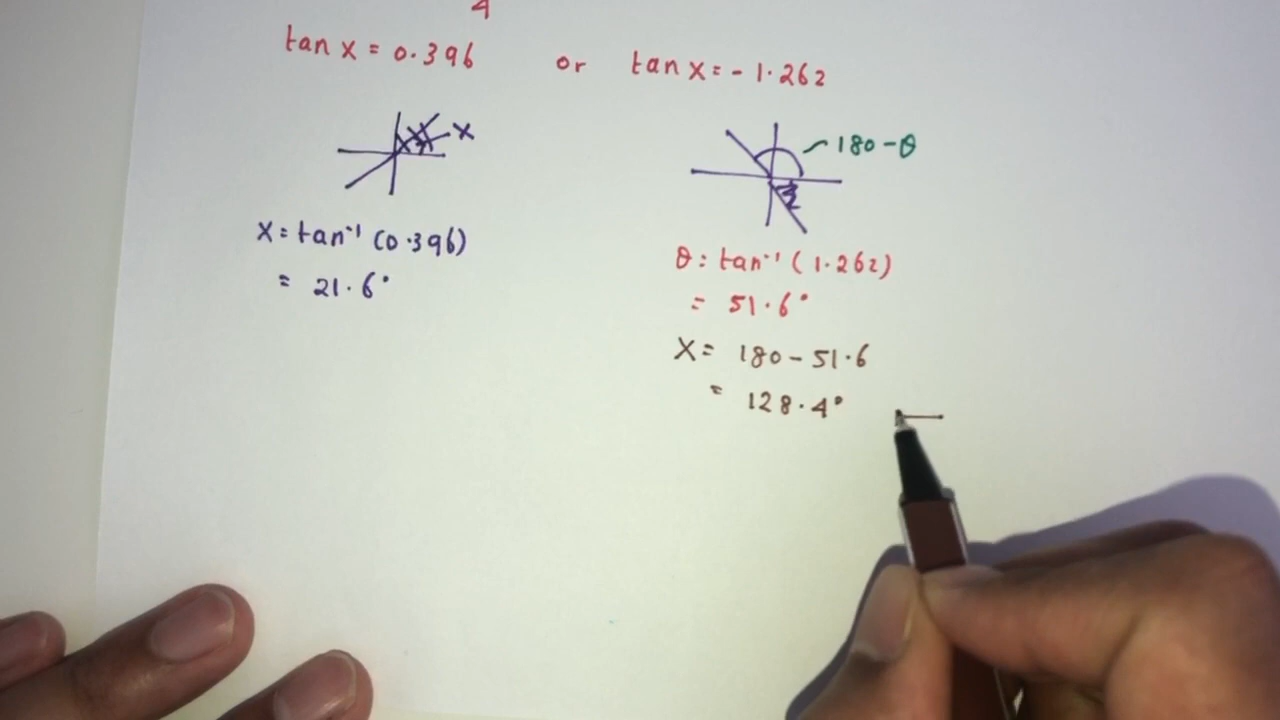 4
tan x = 0.396 or tan x = - 1.262
x
180 - θ
x = tan⁻¹ (0.396)
= 21.6°
θ = tan⁻¹ (1.262)
= 51.6°
x = 180 - 51.6
= 128.4°